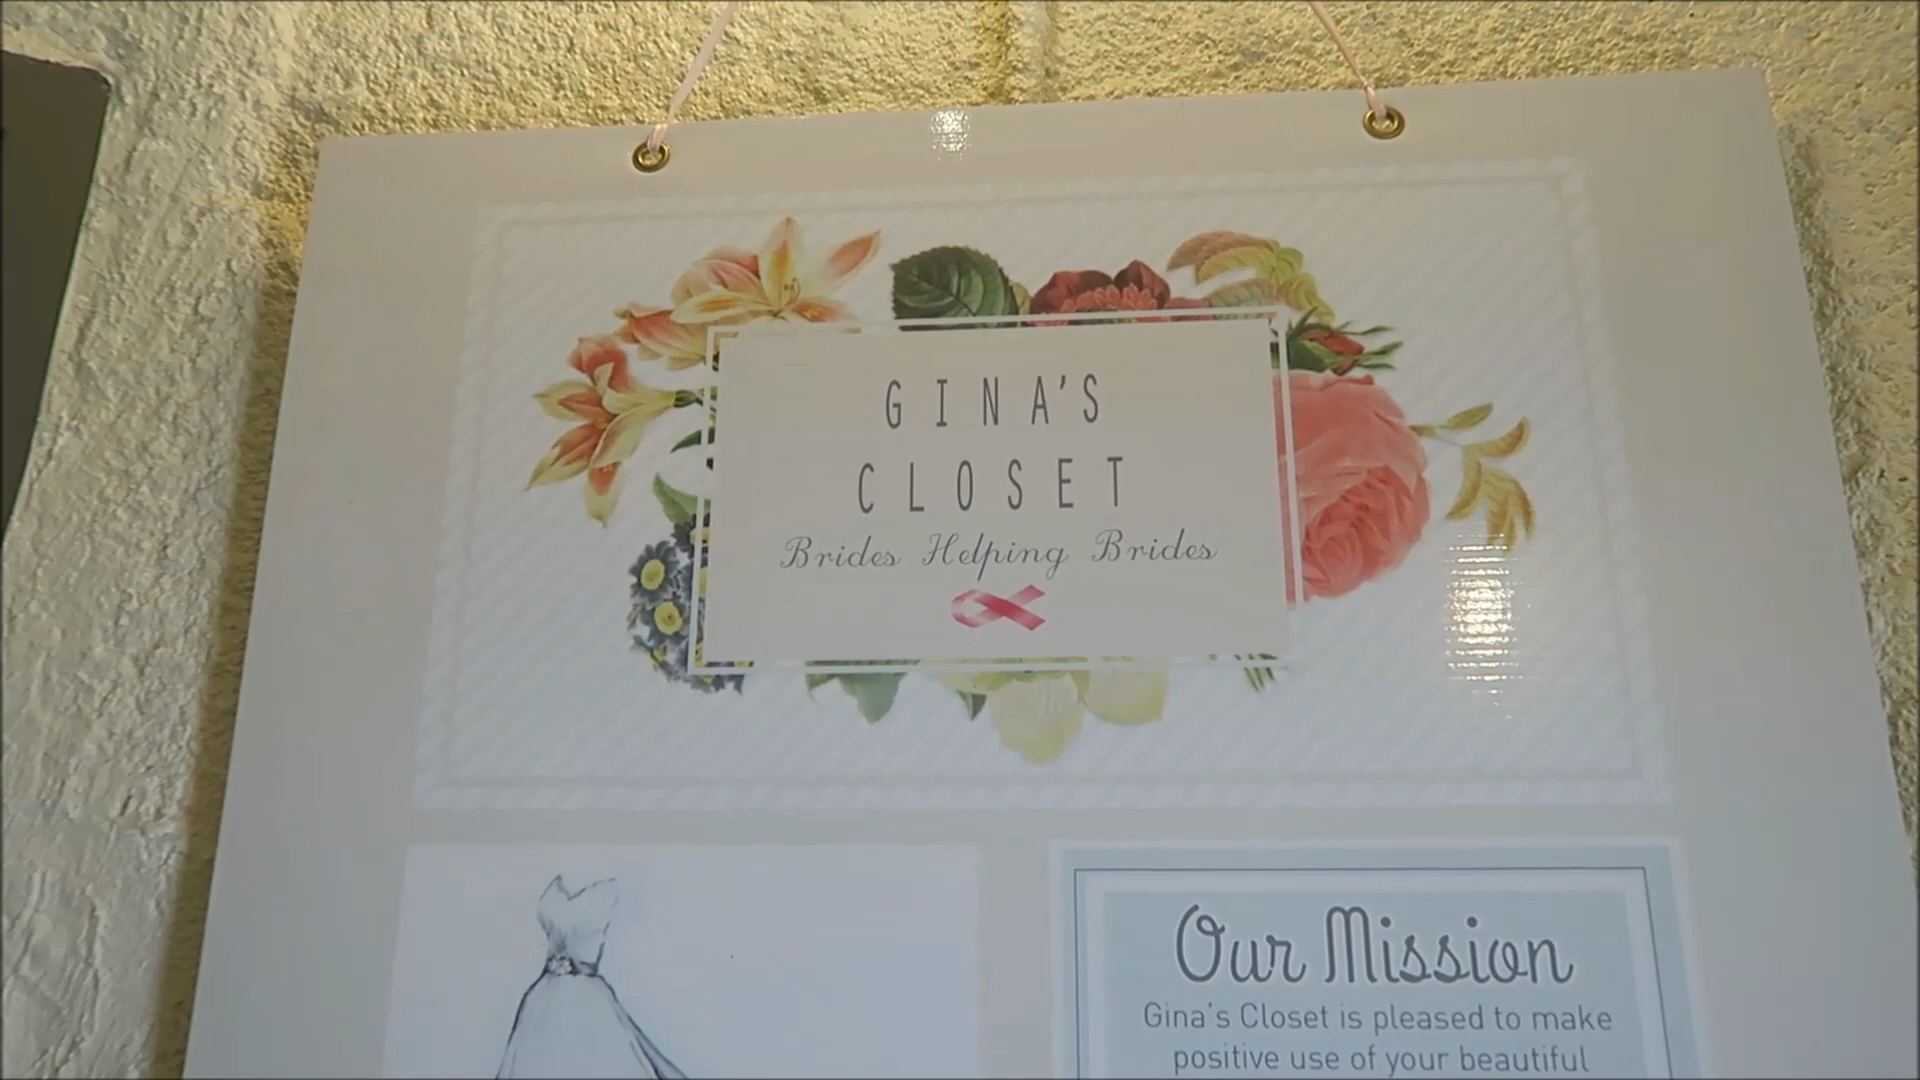 GINA'S
CLOSET
Brides Helping Brides
Our Mission
Gina's Closet is pleased to make
positive use of your beautiful